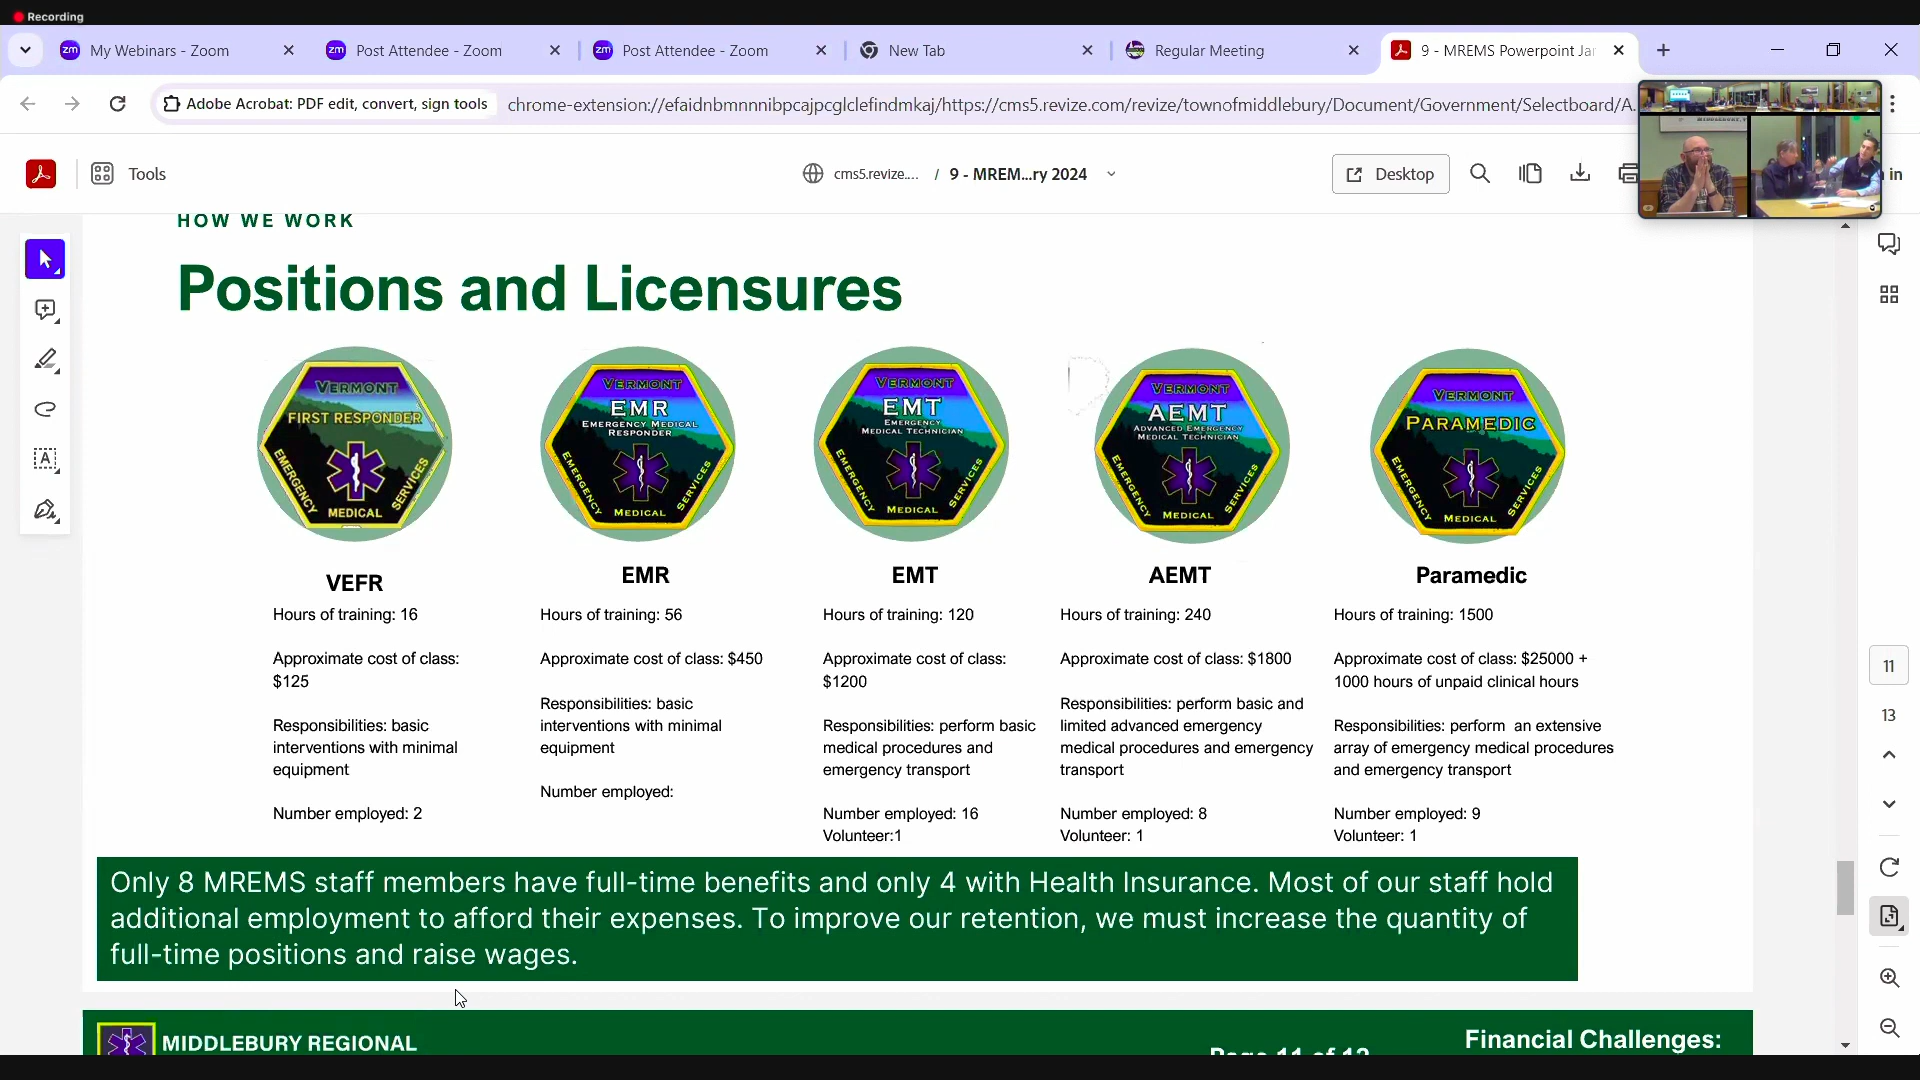 Recording
My Webinars - Zoom
Post Attendee - Zoom
Post Attendee - Zoom
New Tab
Regular Meeting
9 - MREMS Powerpoint Jan
Adobe Acrobat: PDF edit, convert, sign tools
chrome-extension://efaidnbmnnnibpcajpcglclefindmkaj/https://cms5.revize.com/revize/townofmiddlebury/Document/Government/Selectboard/A...
Tools
cms5.revize.... / 9 - MREM...ry 2024
Desktop
in
HOW WE WORK
Positions and Licensures
VERMONT
FIRST RESPONDER
EMERGENCY
MEDICAL
SERVICES
VERMONT
EMR
EMERGENCY MEDICAL
RESPONDER
EMERGENCY
MEDICAL
SERVICES
VERMONT
EMT
EMERGENCY
MEDICAL TECHNICIAN
EMERGENCY
MEDICAL
SERVICES
VERMONT
AEMT
ADVANCED EMERGENCY
MEDICAL TECHNICIAN
EMERGENCY
MEDICAL
SERVICES
VERMONT
PARAMEDIC
EMERGENCY
MEDICAL
SERVICES
VEFR
Hours of training: 16
Approximate cost of class:
$125
Responsibilities: basic
interventions with minimal
equipment
Number employed: 2
EMR
Hours of training: 56
Approximate cost of class: $450
Responsibilities: basic
interventions with minimal
equipment
Number employed:
EMT
Hours of training: 120
Approximate cost of class:
$1200
Responsibilities: perform basic
medical procedures and
emergency transport
Number employed: 16
Volunteer:1
AEMT
Hours of training: 240
Approximate cost of class: $1800
Responsibilities: perform basic and
limited advanced emergency
medical procedures and emergency
transport
Number employed: 8
Volunteer: 1
Paramedic
Hours of training: 1500
Approximate cost of class: $25000 +
1000 hours of unpaid clinical hours
Responsibilities: perform an extensive
array of emergency medical procedures
and emergency transport
Number employed: 9
Volunteer: 1
Only 8 MREMS staff members have full-time benefits and only 4 with Health Insurance. Most of our staff hold
additional employment to afford their expenses. To improve our retention, we must increase the quantity of
full-time positions and raise wages.
MIDDLEBURY REGIONAL
Page 11 of 13
Financial Challenges:
11
13